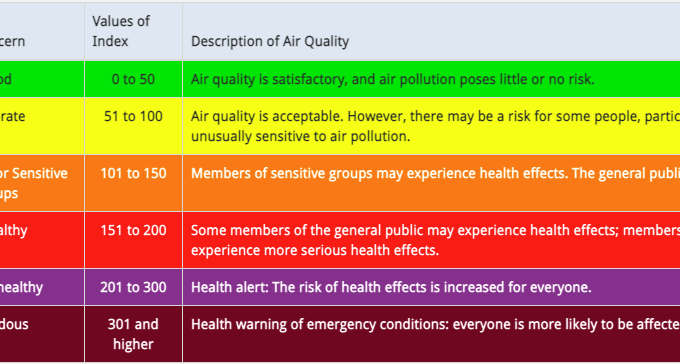 Values of
cern Index Description of Air Quality
od 0 to 50 Air quality is satisfactory, and air pollution poses little or no risk.
rate 51 to 100 Air quality is acceptable. However, there may be a risk for some people, partic
unusually sensitive to air pollution.
or Sensitive 101 to 150 Members of sensitive groups may experience health effects. The general publi
ups
althy 151 to 200 Some members of the general public may experience health effects; members
experience more serious health effects.
healthy 201 to 300 Health alert: The risk of health effects is increased for everyone.
dous 301 and Health warning of emergency conditions: everyone is more likely to be affecte
higher